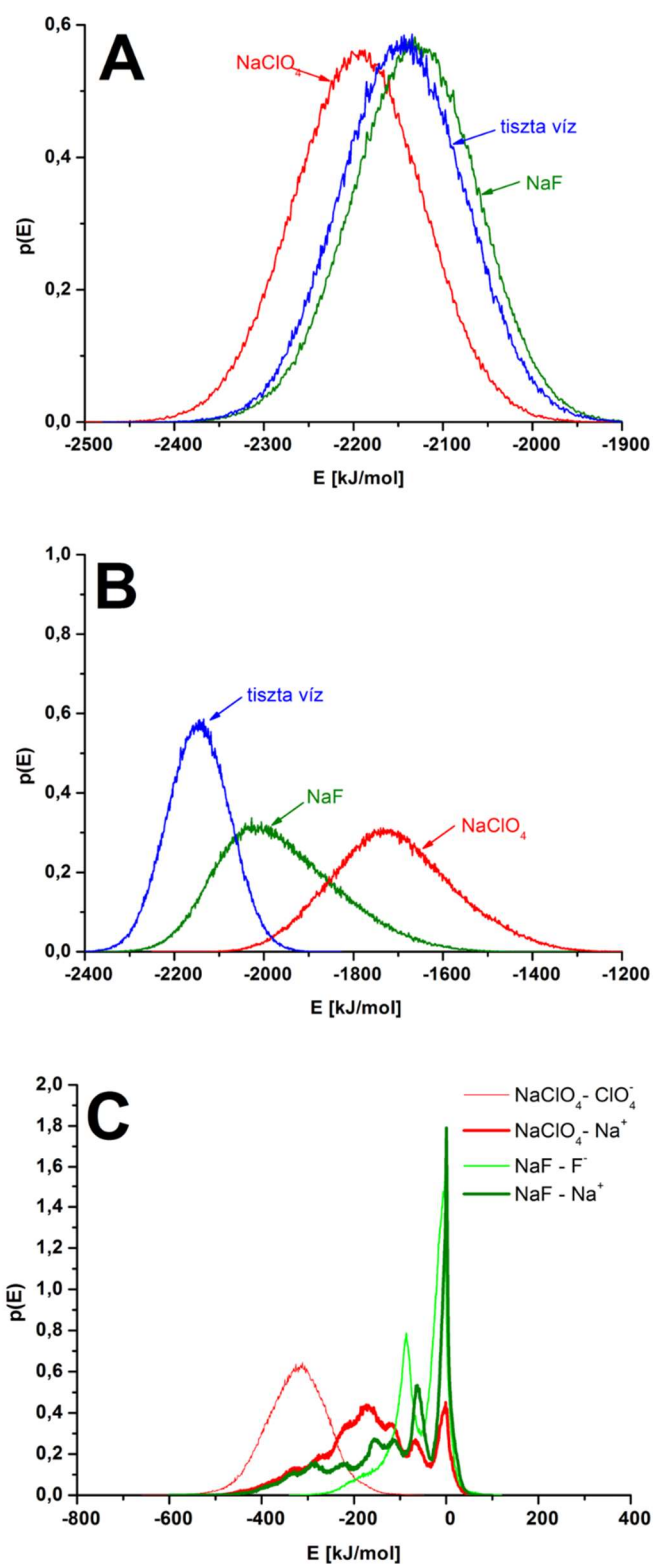 A
0,6
0,4
0,2
0,0
p(E)
NaClO₄
tiszta víz
NaF
-2500 -2400 -2300 -2200 -2100 -2000 -1900
E [kJ/mol]
B
1,0
0,8
0,6
0,4
0,2
0,0
p(E)
tiszta víz
NaF
NaClO₄
-2400 -2200 -2000 -1800 -1600 -1400 -1200
E [kJ/mol]
C
2,0
1,8
1,6
1,4
1,2
1,0
0,8
0,6
0,4
0,2
0,0
p(E)
NaClO₄- ClO₄⁻
NaClO₄- Na⁺
NaF - F⁻
NaF - Na⁺
-800 -600 -400 -200 0 200 400
E [kJ/mol]